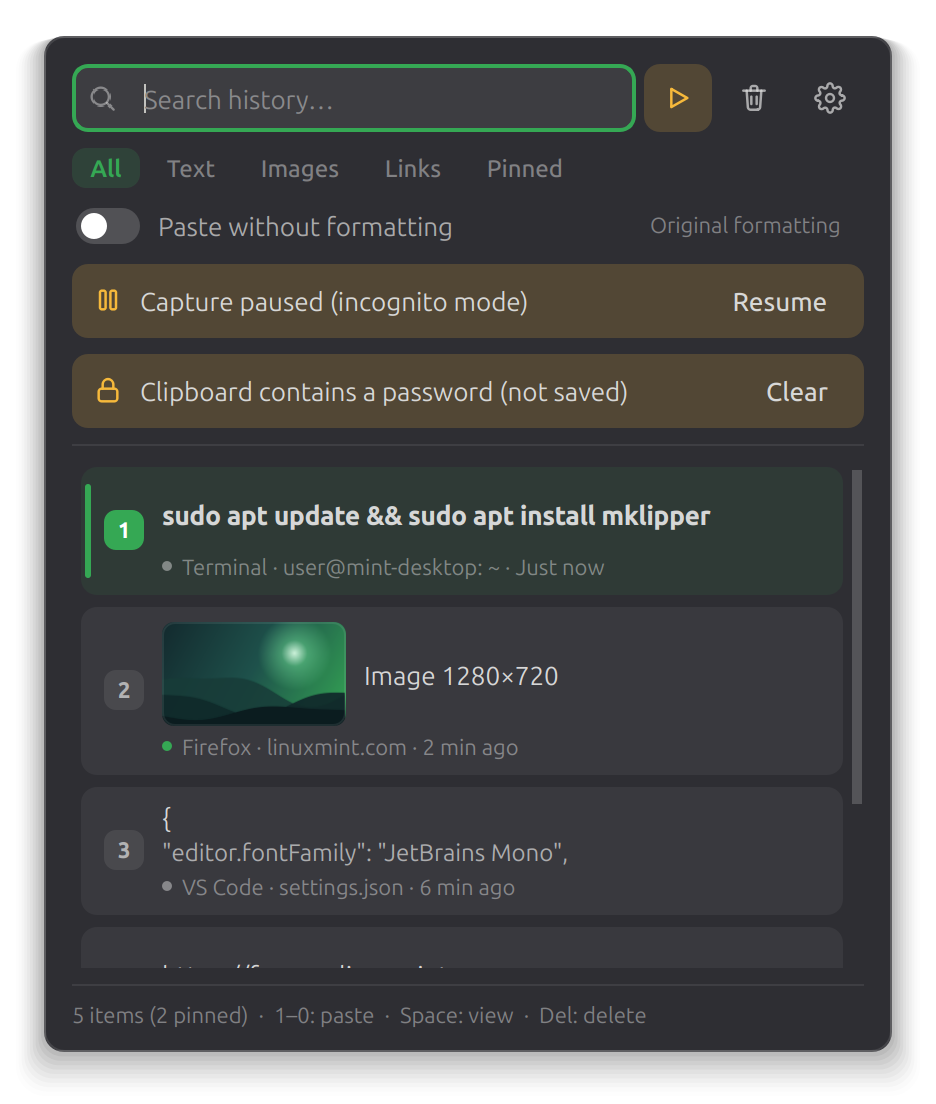 Search history…
All Text Images Links Pinned
Paste without formatting Original formatting
Capture paused (incognito mode) Resume
Clipboard contains a password (not saved) Clear
1 sudo apt update && sudo apt install mklipper
Terminal · user@mint-desktop: ~ · Just now
2 Image 1280×720
Firefox · linuxmint.com · 2 min ago
{
3 "editor.fontFamily": "JetBrains Mono",
VS Code · settings.json · 6 min ago
5 items (2 pinned) · 1–0: paste · Space: view · Del: delete